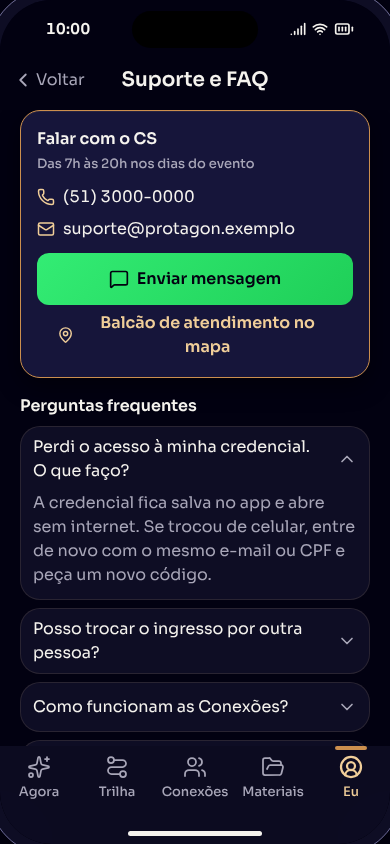 10:00
Voltar
Suporte e FAQ
Falar com o CS
Das 7h às 20h nos dias do evento
(51) 3000-0000
suporte@protagon.exemplo
Enviar mensagem
Balcão de atendimento no
mapa
Perguntas frequentes
Perdi o acesso à minha credencial.
O que faço?
A credencial fica salva no app e abre
sem internet. Se trocou de celular, entre
de novo com o mesmo e-mail ou CPF e
peça um novo código.
Posso trocar o ingresso por outra
pessoa?
Como funcionam as Conexões?
Agora
Trilha
Conexões
Materiais
Eu